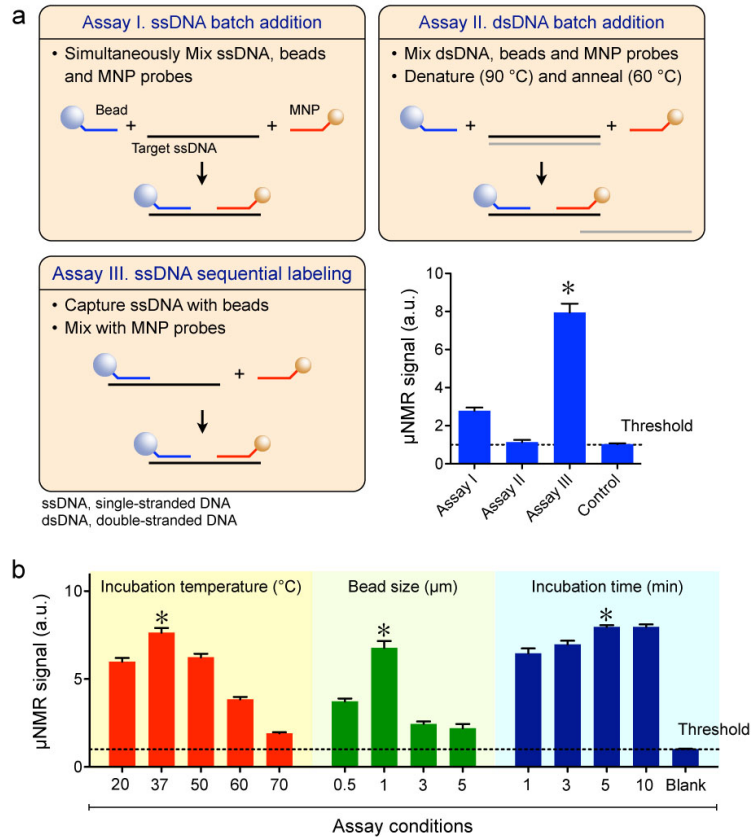 a
Assay I. ssDNA batch addition
• Simultaneously Mix ssDNA, beads
and MNP probes
Bead
+
+
MNP
Target ssDNA
Assay II. dsDNA batch addition
• Mix dsDNA, beads and MNP probes
• Denature (90 °C) and anneal (60 °C)
+
+
Assay III. ssDNA sequential labeling
• Capture ssDNA with beads
• Mix with MNP probes
+
ssDNA, single-stranded DNA
dsDNA, double-stranded DNA
µNMR signal (a.u.)
10
8
6
4
2
0
*
Threshold
Assay I
Assay II
Assay III
Control
b
µNMR signal (a.u.)
10
5
0
Incubation temperature (°C)
*
20 37 50 60 70
Bead size (µm)
*
0.5 1 3 5
Incubation time (min)
*
Threshold
1 3 5 10 Blank
Assay conditions